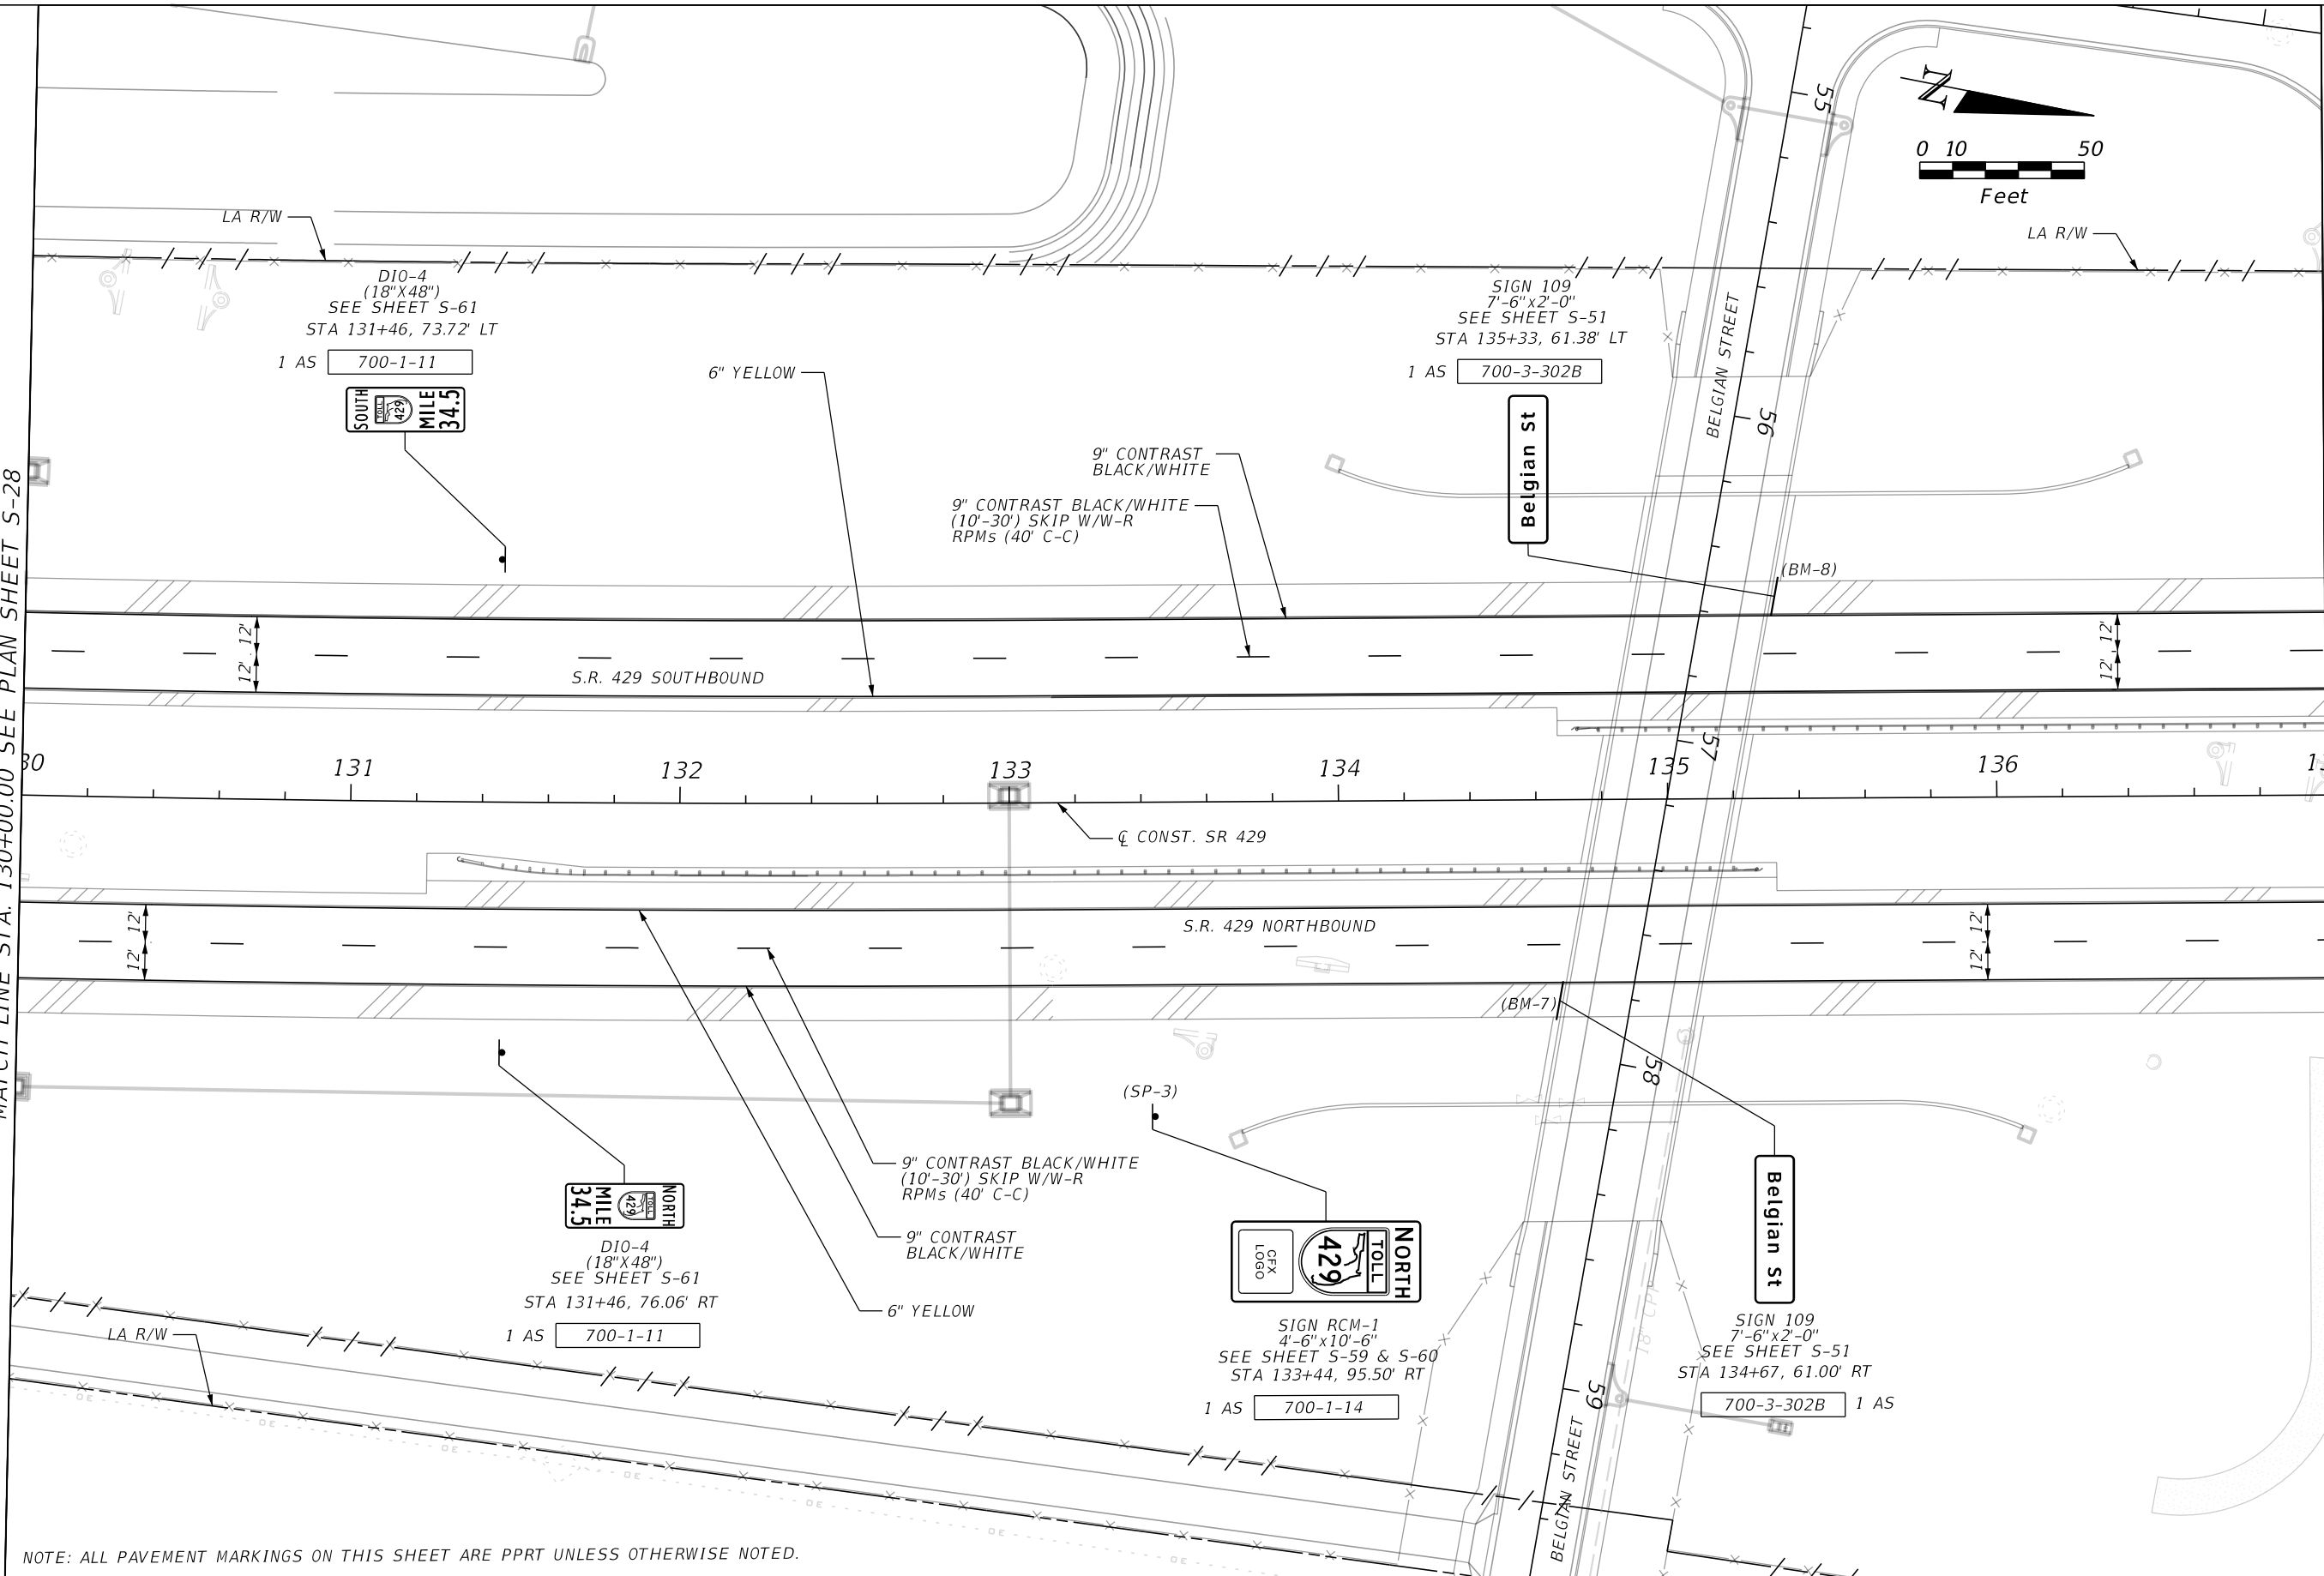 N
0 10 50
Feet
LA R/W
LA R/W
DIO-4
(18"X48")
SEE SHEET S-61
STA 131+46, 73.72' LT
1 AS 700-1-11
SOUTH
TOLL
429
MILE
34.5
6" YELLOW
9" CONTRAST
BLACK/WHITE
9" CONTRAST BLACK/WHITE
(10'-30') SKIP W/W-R
RPMs (40' C-C)
SIGN 109
7'-6"x2'-0"
SEE SHEET S-51
STA 135+33, 61.38' LT
1 AS 700-3-302B
Belgian St
BELGIAN STREET
55
56
57
58
59
(BM-8)
12' 12'
S.R. 429 SOUTHBOUND
12' 12'
131 132 133 134 135 136
℄ CONST. SR 429
S.R. 429 NORTHBOUND
12' 12'
12' 12'
(BM-7)
(SP-3)
9" CONTRAST BLACK/WHITE
(10'-30') SKIP W/W-R
RPMs (40' C-C)
9" CONTRAST
BLACK/WHITE
6" YELLOW
NORTH
TOLL
429
MILE
34.5
DIO-4
(18"X48")
SEE SHEET S-61
STA 131+46, 76.06' RT
1 AS 700-1-11
NORTH
TOLL
429
CFX
LOGO
SIGN RCM-1
4'-6"x10'-6"
SEE SHEET S-59 & S-60
STA 133+44, 95.50' RT
1 AS 700-1-14
Belgian St
SIGN 109
7'-6"x2'-0"
SEE SHEET S-51
STA 134+67, 61.00' RT
700-3-302B 1 AS
BELGIAN STREET
LA R/W
MATCH LINE STA. 130+00.00 SEE PLAN SHEET S-28
NOTE: ALL PAVEMENT MARKINGS ON THIS SHEET ARE PPRT UNLESS OTHERWISE NOTED.